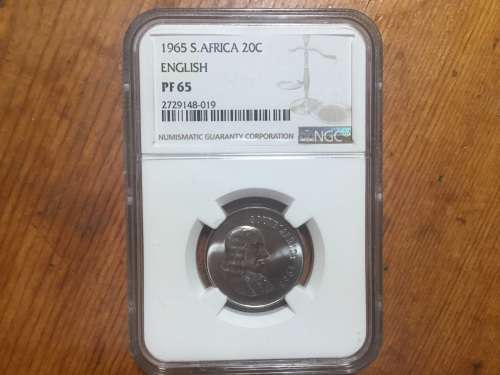 1965 S.AFRICA 20C
ENGLISH
PF 65
2729148-019
NUMISMATIC GUARANTY CORPORATION
NGC
SOUTH AFRICA